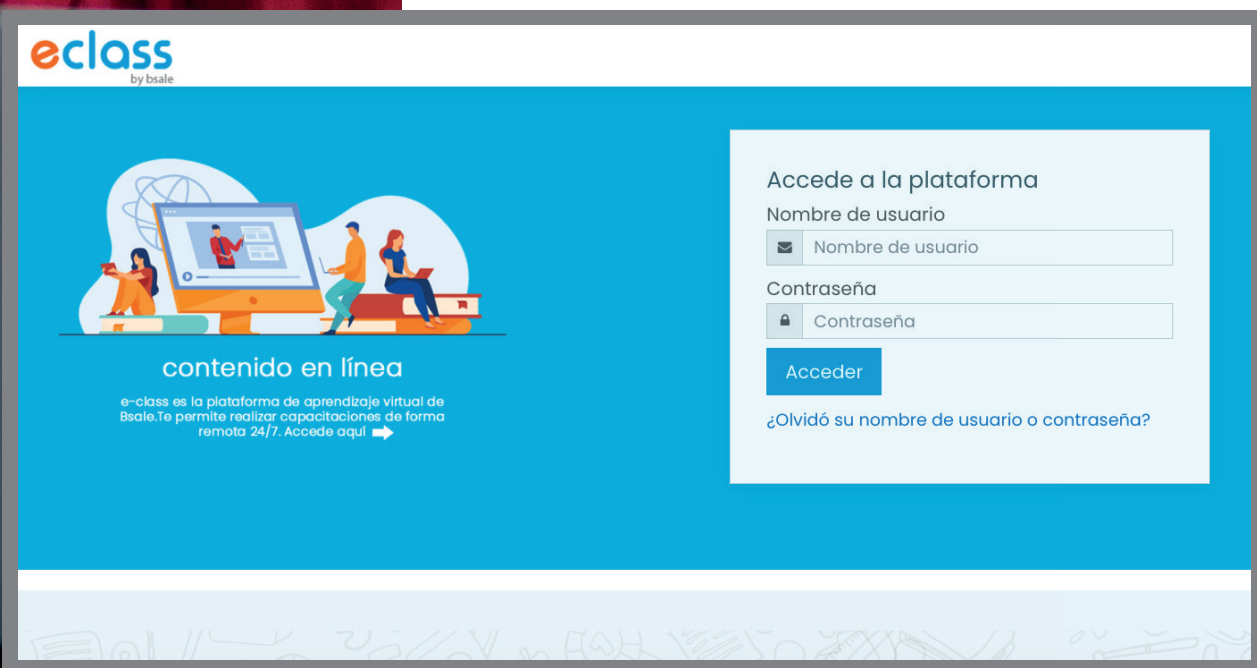 eclass
by bsale
contenido en línea
e-class es la plataforma de aprendizaje virtual de
Bsale.Te permite realizar capacitaciones de forma
remota 24/7. Accede aquí
Accede a la plataforma
Nombre de usuario
Nombre de usuario
Contraseña
Contraseña
Acceder
¿Olvidó su nombre de usuario o contraseña?